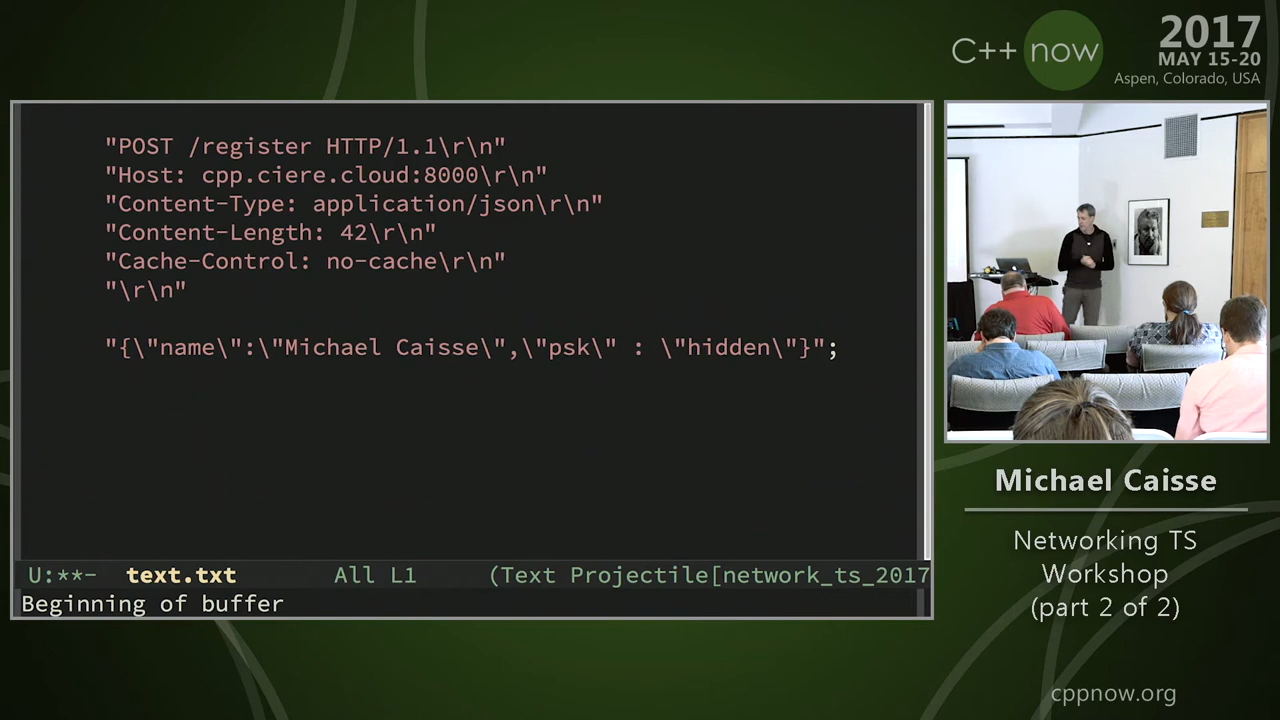 C++ now
2017
MAY 15-20
Aspen, Colorado, USA
"POST /register HTTP/1.1\r\n"
"Host: cpp.ciere.cloud:8000\r\n"
"Content-Type: application/json\r\n"
"Content-Length: 42\r\n"
"Cache-Control: no-cache\r\n"
"\r\n"
"{\"name\":\"Michael Caisse\",\"psk\" : \"hidden\"}";
U:**- text.txt All L1 (Text Projectile[network_ts_2017
Beginning of buffer
Michael Caisse
Networking TS
Workshop
(part 2 of 2)
cppnow.org